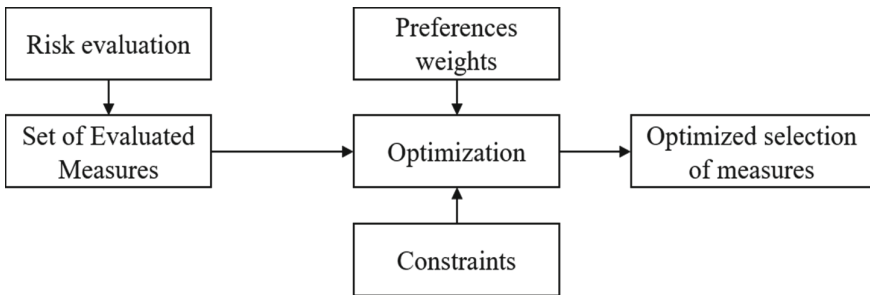 Risk evaluation
Preferences
weights
Set of Evaluated
Measures
Optimization
Optimized selection
of measures
Constraints